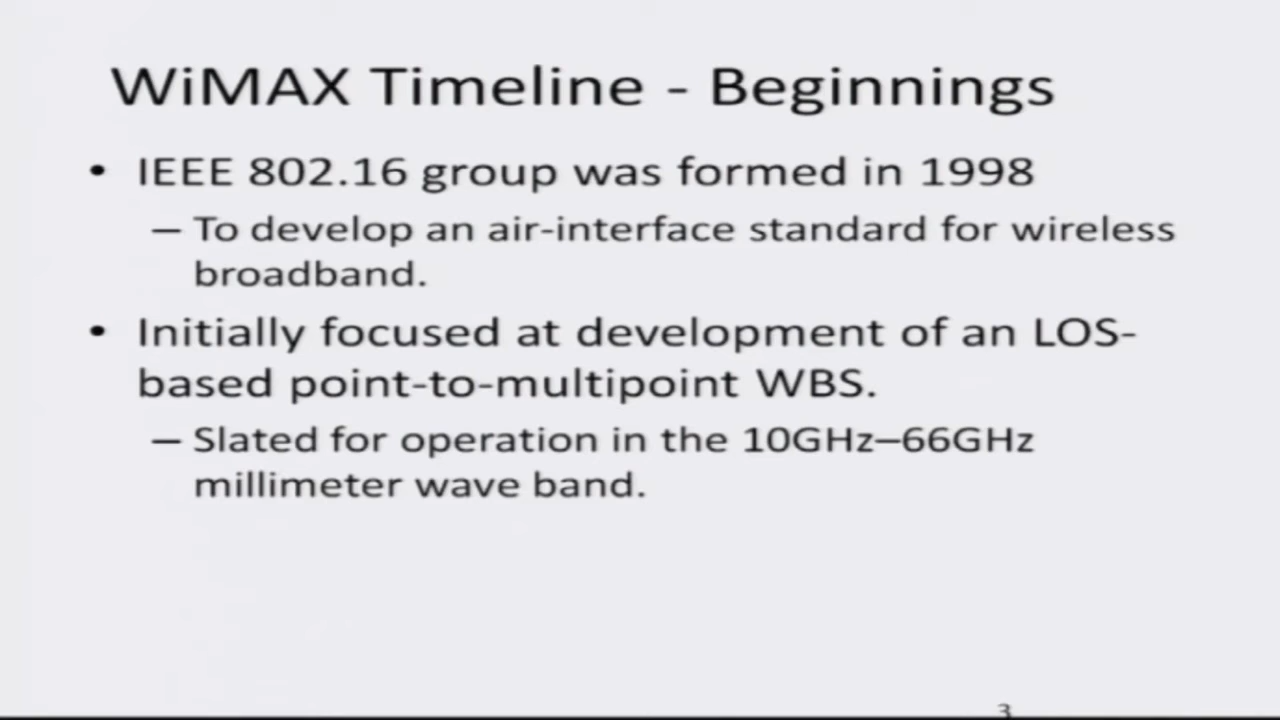 WiMAX Timeline - Beginnings
• IEEE 802.16 group was formed in 1998
– To develop an air-interface standard for wireless
broadband.
• Initially focused at development of an LOS-
based point-to-multipoint WBS.
– Slated for operation in the 10GHz–66GHz
millimeter wave band.
3